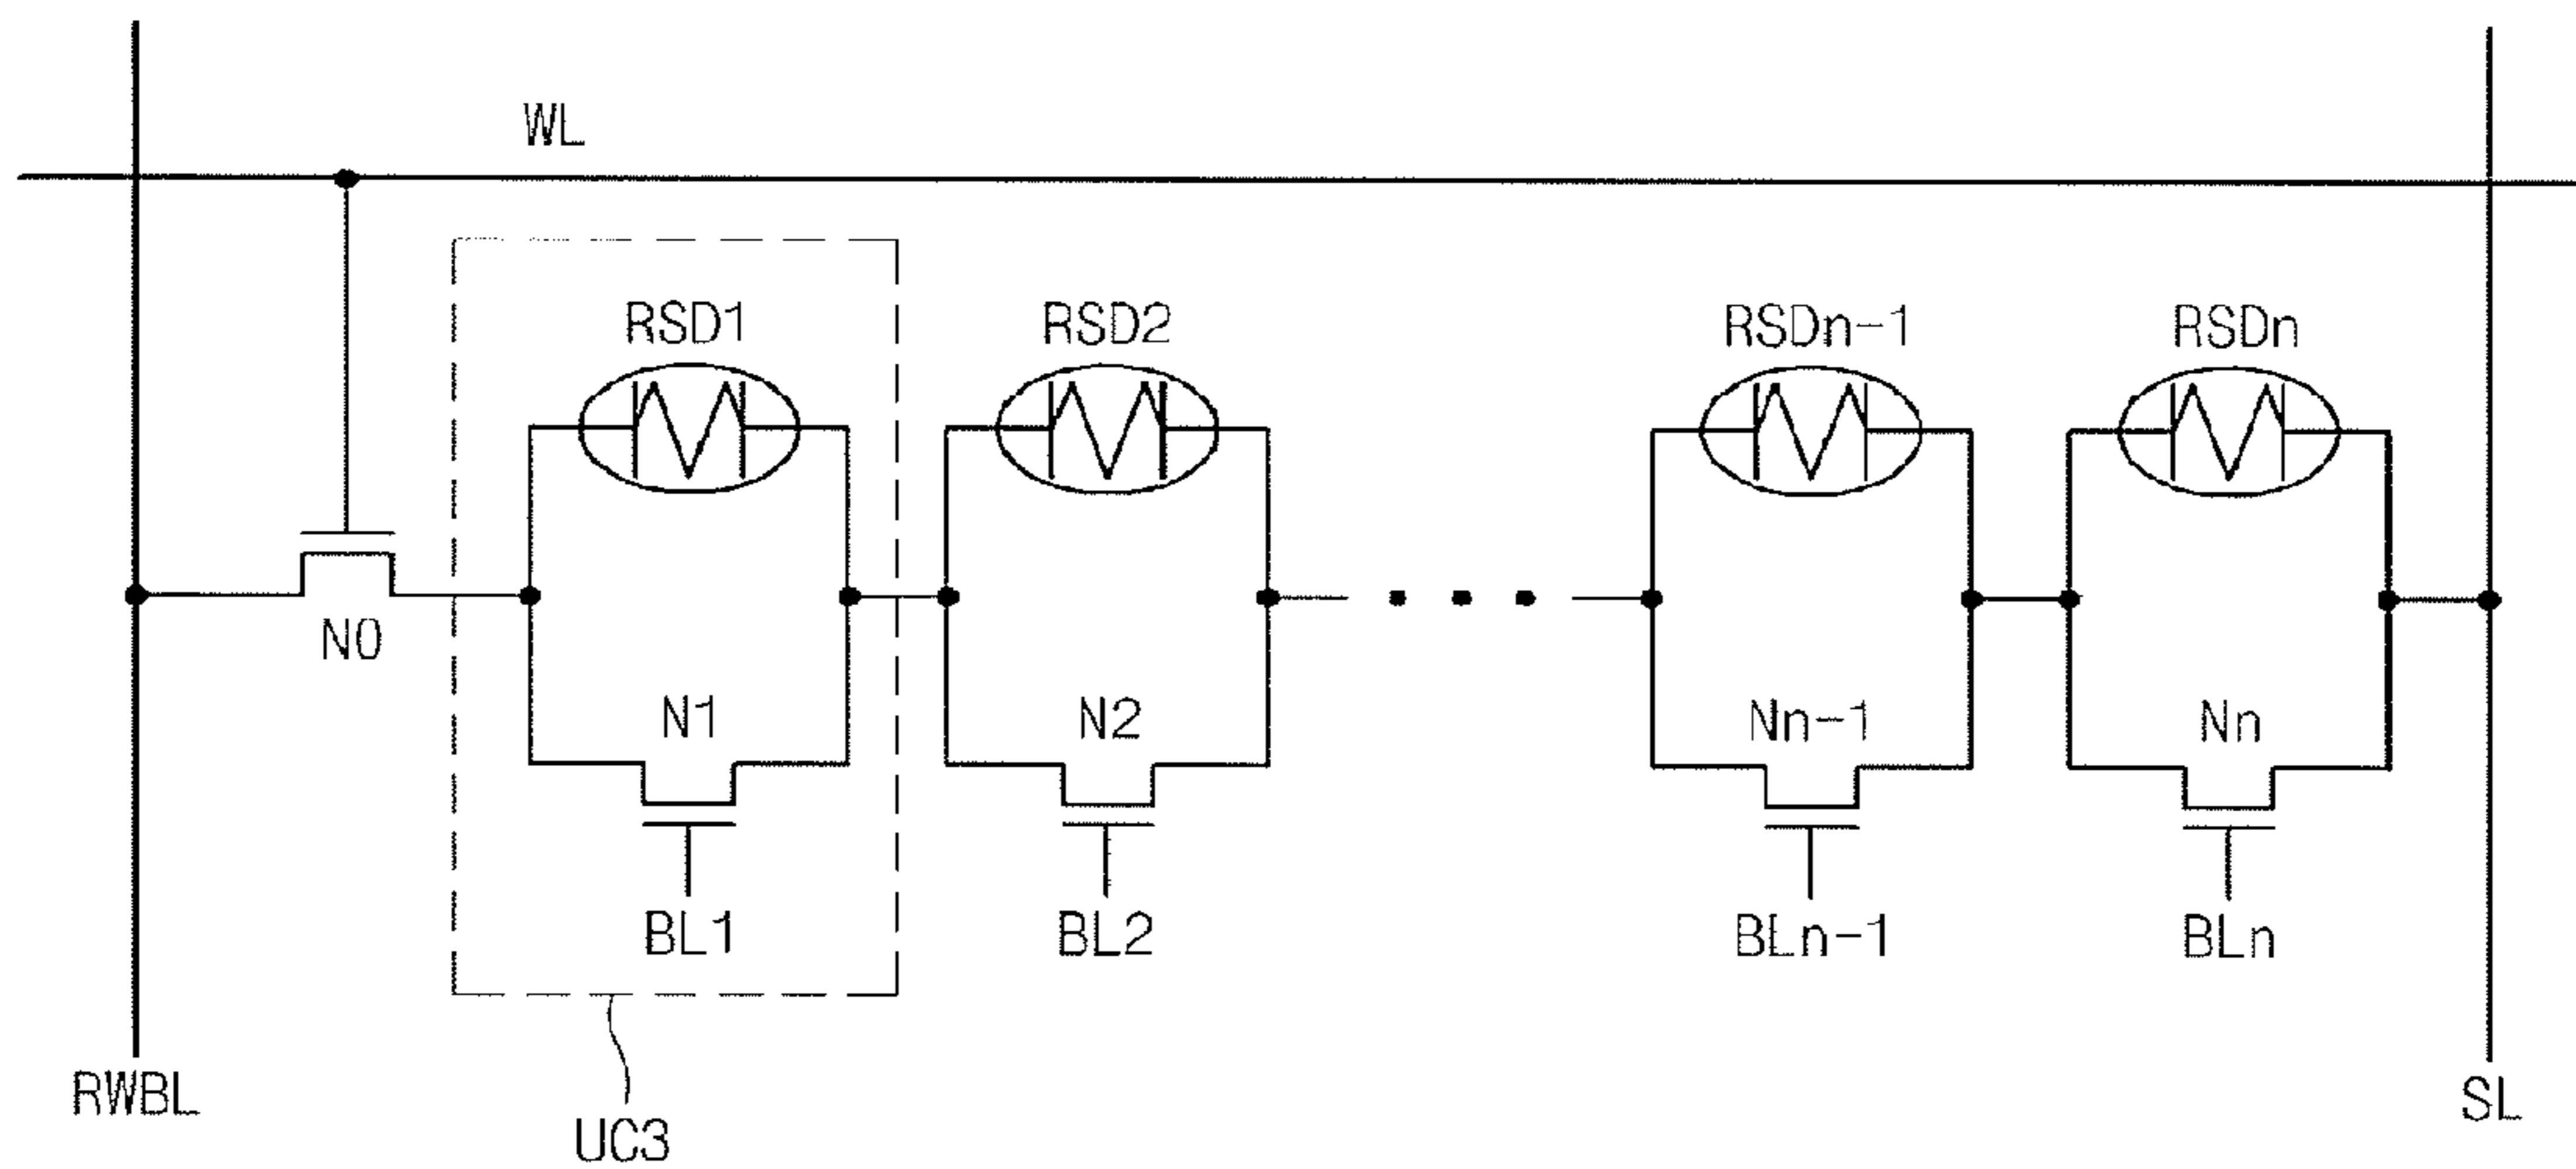 WL
RSD1
RSD2
RSDn-1
RSDn
N0
N1
N2
Nn-1
Nn
BL1
BL2
BLn-1
BLn
RWBL
SL
UC3